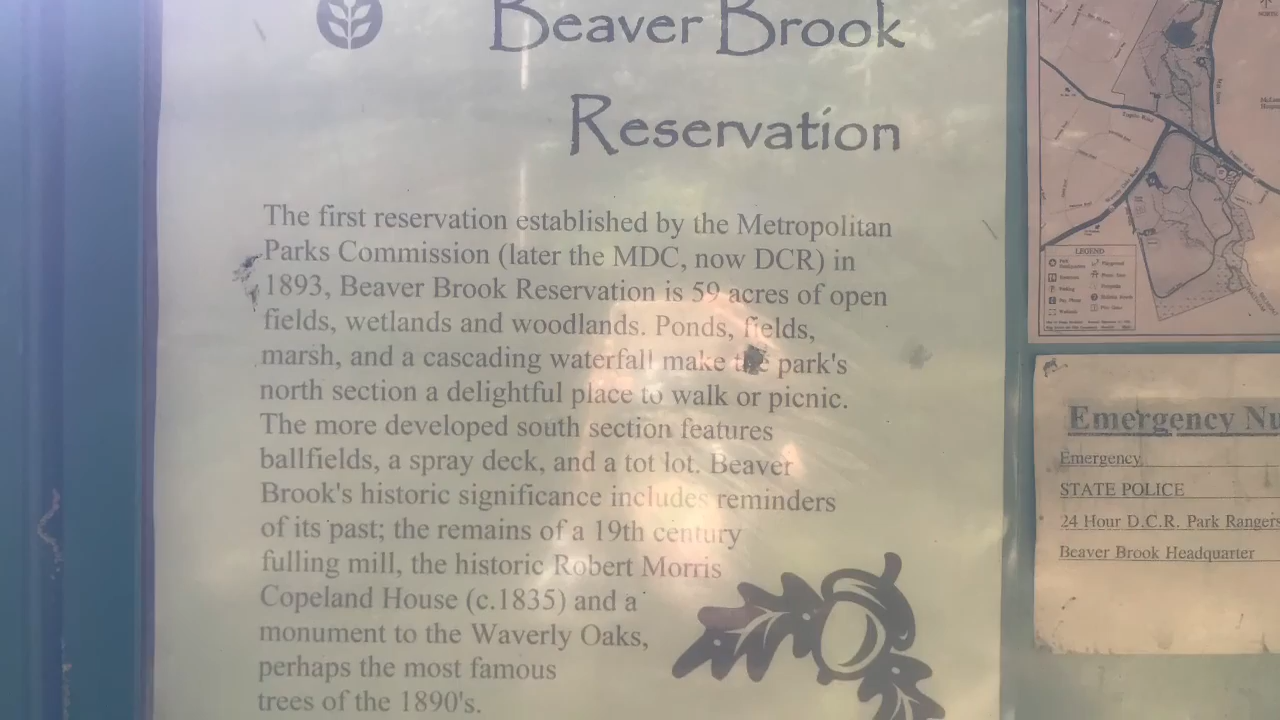 Beaver Brook
Reservation
The first reservation established by the Metropolitan
Parks Commission (later the MDC, now DCR) in
1893, Beaver Brook Reservation is 59 acres of open
fields, wetlands and woodlands. Ponds, fields,
marsh, and a cascading waterfall make the park's
north section a delightful place to walk or picnic.
The more developed south section features
ballfields, a spray deck, and a tot lot. Beaver
Brook's historic significance includes reminders
of its past; the remains of a 19th century
fulling mill, the historic Robert Morris
Copeland House (c.1835) and a
monument to the Waverly Oaks,
perhaps the most famous
trees of the 1890's.
LEGEND
Emergency Nu
Emergency
STATE POLICE
24 Hour D.C.R. Park Rangers
Beaver Brook Headquarter